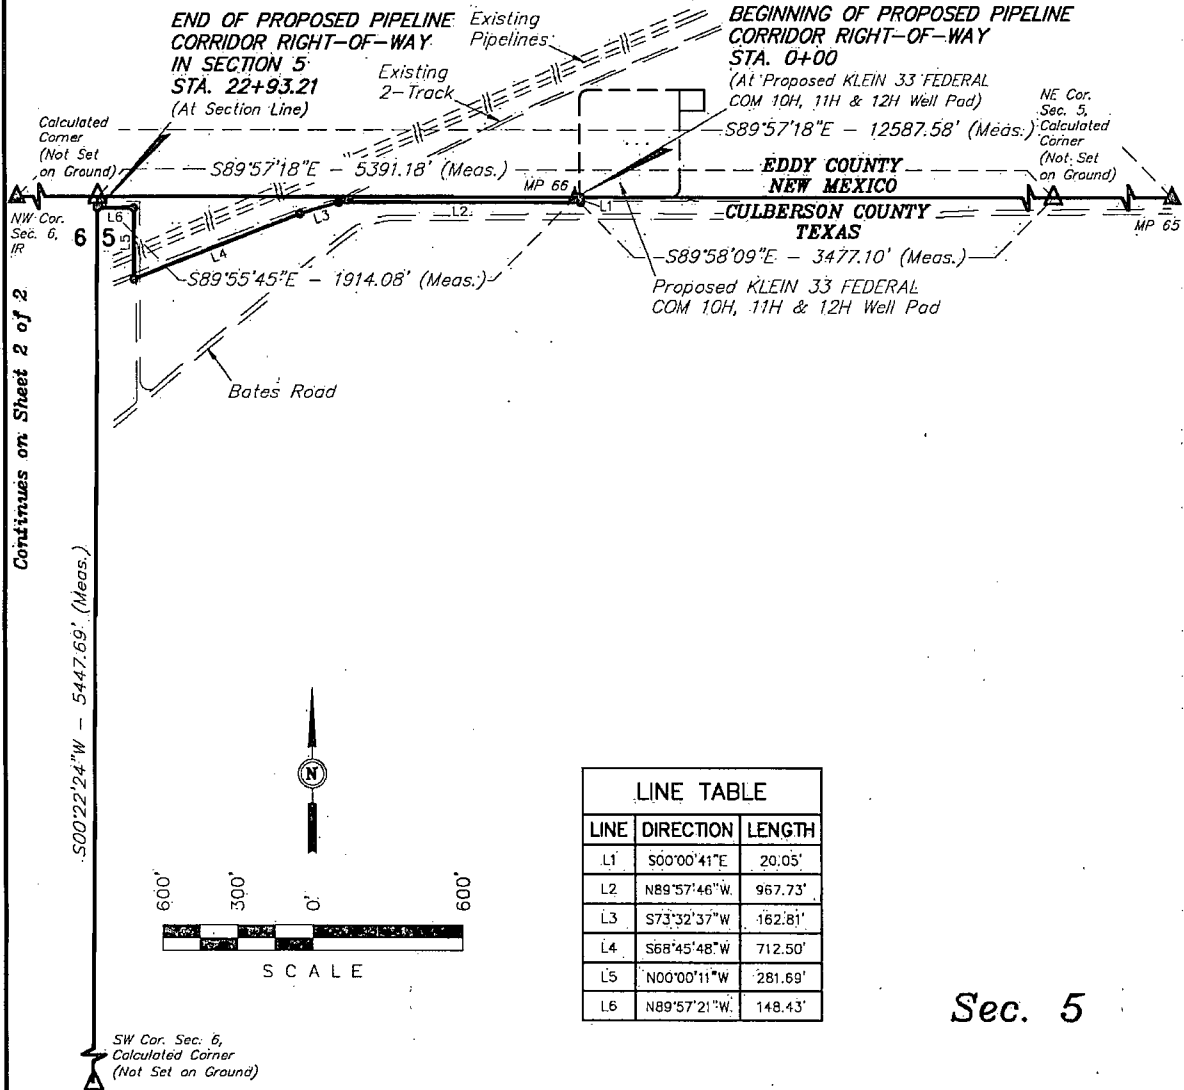 END OF PROPOSED PIPELINE
CORRIDOR RIGHT-OF-WAY
IN SECTION 5
STA. 22+93.21
(At Section Line)
Existing
Pipelines
Existing
2-Track
BEGINNING OF PROPOSED PIPELINE
CORRIDOR RIGHT-OF-WAY
STA. 0+00
(At Proposed KLEIN 33 FEDERAL
COM 10H, 11H & 12H Well Pad)
NE Cor.
Sec. 5,
Calculated
Corner
(Not Set
on Ground)
Calculated
Corner
(Not Set
on Ground)
S89°57'18"E - 12587.58' (Meas.)
S89°57'18"E - 5391.18' (Meas.)
EDDY COUNTY
NEW MEXICO
MP 66
L1
L2
L3
L4
L5
L6
CULBERSON COUNTY
TEXAS
MP 65
NW Cor.
Sec. 6,
IR
6 5
S89°55'45"E - 1914.08' (Meas.)
S89°58'09"E - 3477.10' (Meas.)
Proposed KLEIN 33 FEDERAL
COM 10H, 11H & 12H Well Pad
Bates Road
Continues on Sheet 2 of 2
S00°22'24"W - 5447.69' (Meas.)
N
600' 300' 0' 600'
SCALE
LINE TABLE
LINE DIRECTION LENGTH
L1 S00°00'41"E 20.05'
L2 N89°57'46"W 967.73'
L3 S73°32'37"W 162.81'
L4 S68°45'48"W 712.50'
L5 N00°00'11"W 281.69'
L6 N89°57'21"W 148.43'
Sec. 5
SW Cor. Sec. 6,
Calculated Corner
(Not Set on Ground)